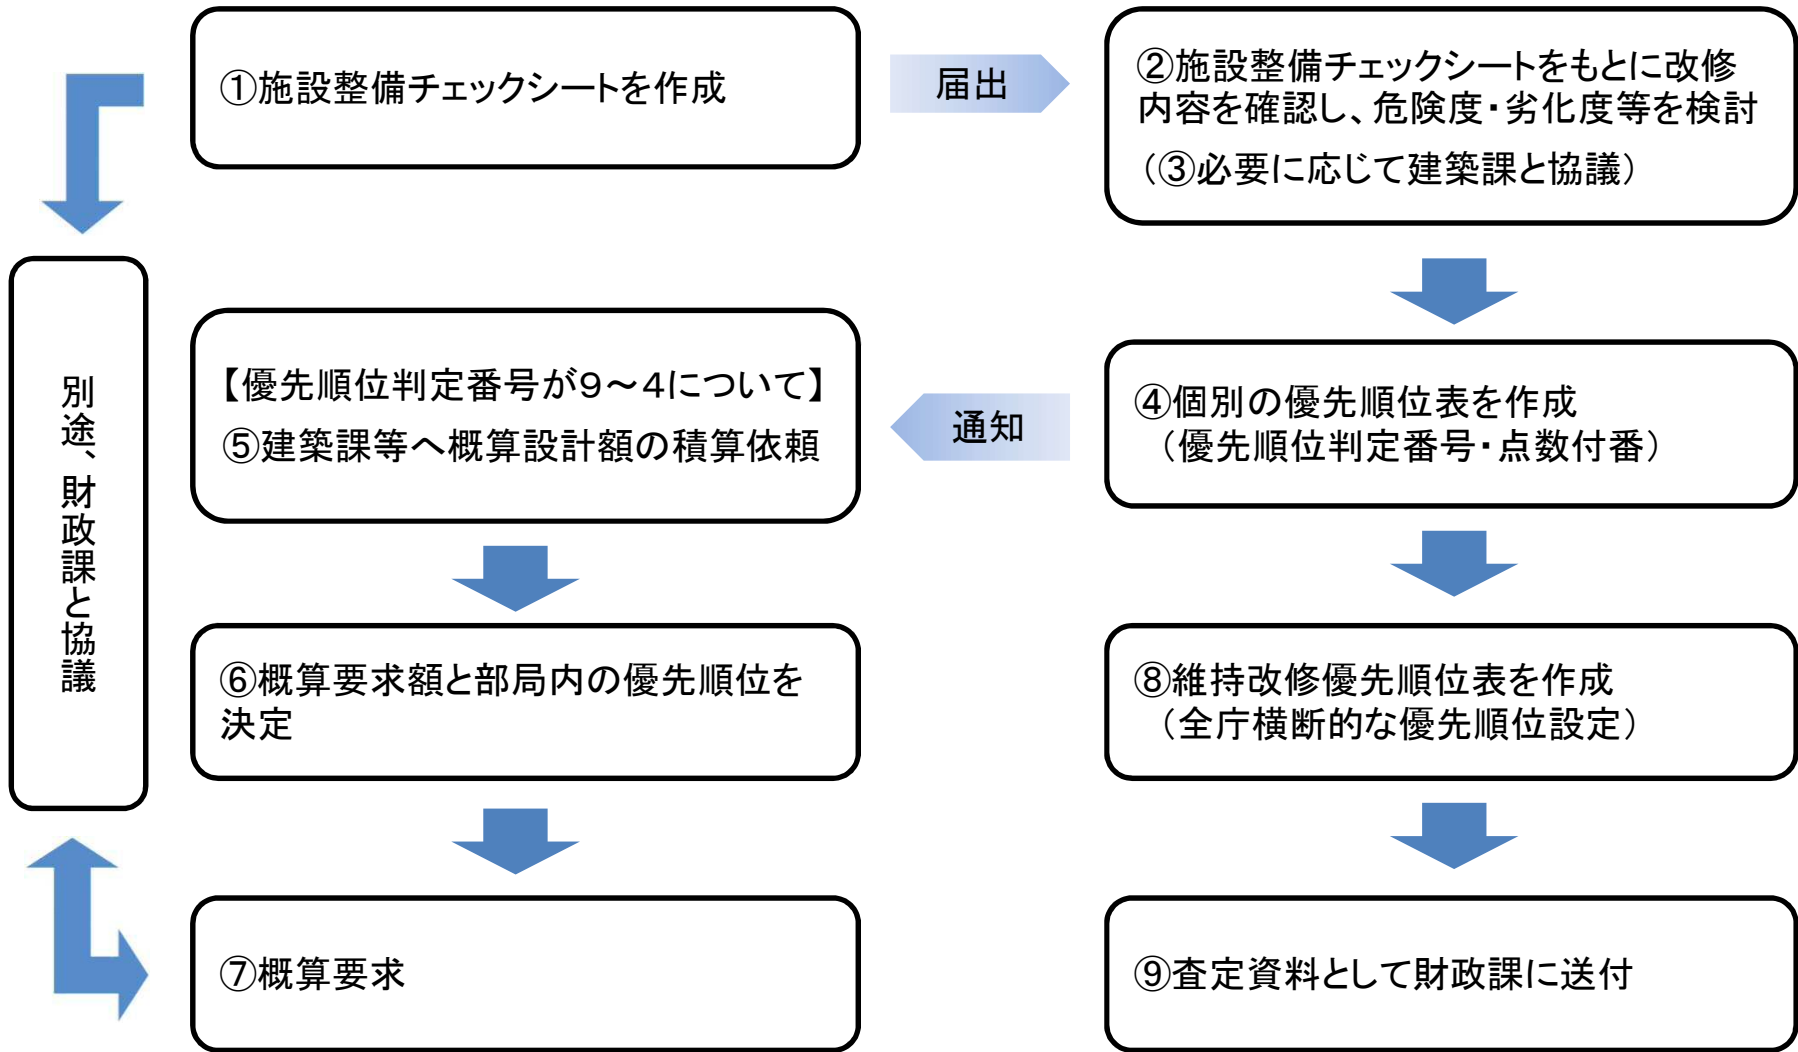 ①施設整備チェックシートを作成
届出
②施設整備チェックシートをもとに改修
内容を確認し、危険度・劣化度等を検討
（③必要に応じて建築課と協議）
別途、財政課と協議
【優先順位判定番号が９～４について】
⑤建築課等へ概算設計額の積算依頼
通知
④個別の優先順位表を作成
（優先順位判定番号・点数付番）
⑥概算要求額と部局内の優先順位を
決定
⑧維持改修優先順位表を作成
（全庁横断的な優先順位設定）
⑦概算要求
⑨査定資料として財政課に送付